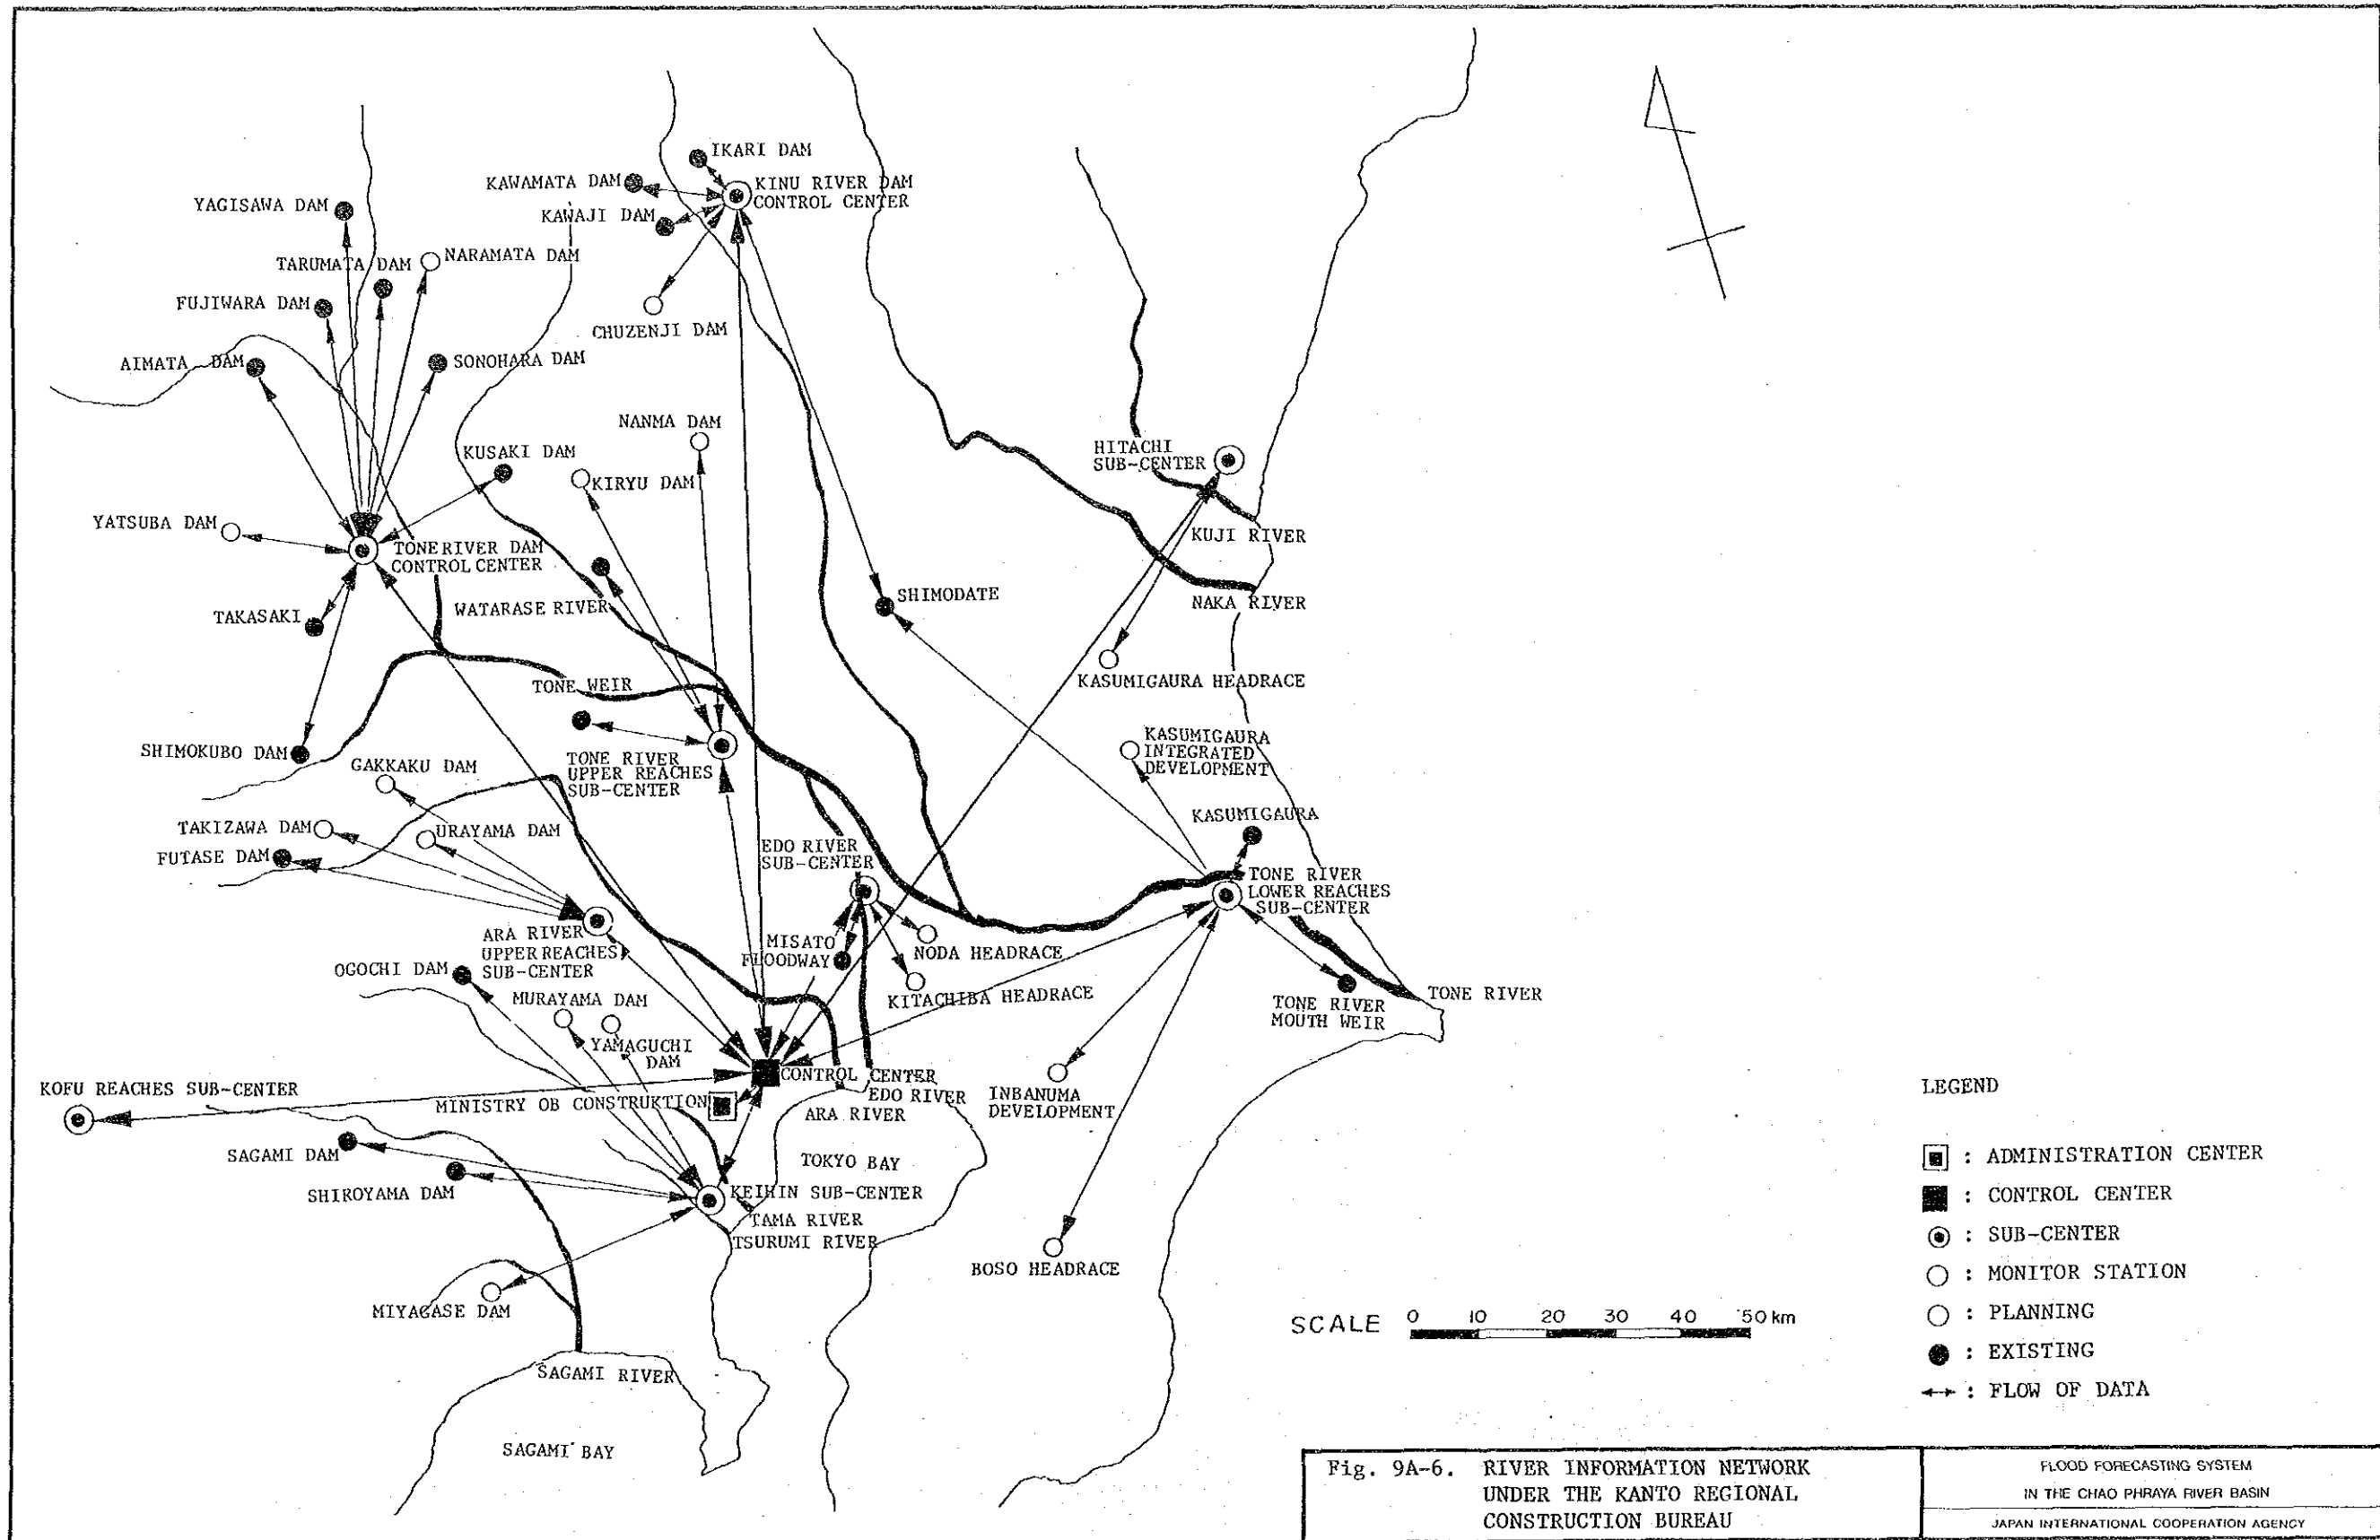 IKARI DAM
KAWAMATA DAM
KINU RIVER DAM
CONTROL CENTER
YAGISAWA DAM
KAWAJI DAM
NARAMATA DAM
TARUMATA DAM
FUJIWARA DAM
CHUZENJI DAM
AIMATA DAM
SONOHARA DAM
NANMA DAM
KUSAKI DAM
HITACHI
SUB-CENTER
KIRYU DAM
YATSUBA DAM
KUJI RIVER
TONE RIVER DAM
CONTROL CENTER
SHIMODATE
NAKA RIVER
WATARASE RIVER
TAKASAKI
KASUMIGAURA HEADRACE
TONE WEIR
SHIMOKUBO DAM
KASUMIGAURA
INTEGRATED
DEVELOPMENT
TONE RIVER
UPPER REACHES
SUB-CENTER
GAKKAKU DAM
KASUMIGAURA
TAKIZAWA DAM
URAYAMA DAM
EDO RIVER
SUB-CENTER
FUTASE DAM
TONE RIVER
LOWER REACHES
SUB-CENTER
ARA RIVER
UPPER REACHES
SUB-CENTER
MISATO
FLOODWAY
NODA HEADRACE
OGOCHI DAM
KITACHIBA HEADRACE
TONE RIVER
MOUTH WEIR
TONE RIVER
MURAYAMA DAM
YAMAGUCHI
DAM
CONTROL CENTER
KOFU REACHES SUB-CENTER
EDO RIVER
MINISTRY OB CONSTRUKTION
ARA RIVER
INBANUMA
DEVELOPMENT
SAGAMI DAM
TOKYO BAY
SHIROYAMA DAM
KEIHIN SUB-CENTER
TAMA RIVER
TSURUMI RIVER
BOSO HEADRACE
MIYAGASE DAM
SAGAMI RIVER
SAGAMI BAY
SCALE 0 10 20 30 40 50 km
LEGEND
: ADMINISTRATION CENTER
: CONTROL CENTER
: SUB-CENTER
: MONITOR STATION
: PLANNING
: EXISTING
: FLOW OF DATA
Fig. 9A-6. RIVER INFORMATION NETWORK
UNDER THE KANTO REGIONAL
CONSTRUCTION BUREAU
FLOOD FORECASTING SYSTEM
IN THE CHAO PHRAYA RIVER BASIN
JAPAN INTERNATIONAL COOPERATION AGENCY